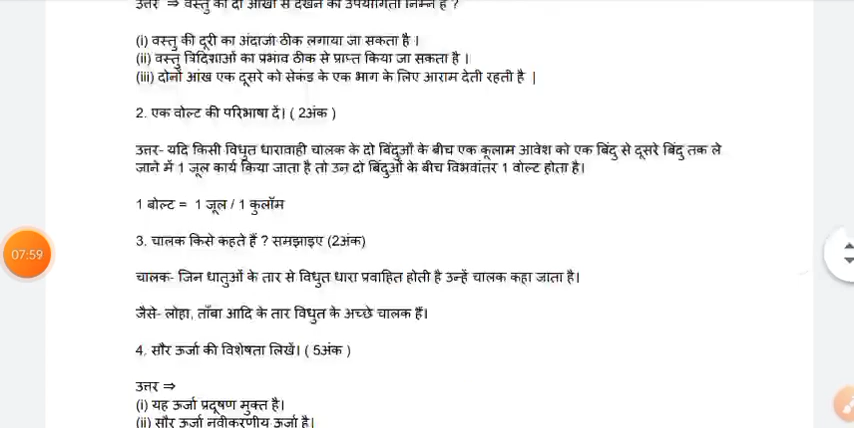 उत्तर ⇒ वस्तु को दो आंखों से देखने की उपयोगिता निम्न है ?
(i) वस्तु की दूरी का अंदाजा ठीक लगाया जा सकता है ।
(ii) वस्तु त्रिदिशाओं का प्रभाव ठीक से प्राप्त किया जा सकता है ।
(iii) दोनों आंख एक दूसरे को सेकंड के एक भाग के लिए आराम देती रहती है |
2. एक वोल्ट की परिभाषा दें। ( 2अंक )
उत्तर- यदि किसी विधुत धारावाही चालक के दो बिंदुओं के बीच एक कूलाम आवेश को एक बिंदु से दूसरे बिंदु तक ले
जाने में 1 जूल कार्य किया जाता है तो उन दो बिंदुओं के बीच विभवांतर 1 वोल्ट होता है।
1 बोल्ट = 1 जूल / 1 कुलॉम
3. चालक किसे कहते हैं ? समझाइए (2अंक)
07:59
चालक- जिन धातुओं के तार से विधुत धारा प्रवाहित होती है उन्हें चालक कहा जाता है।
जैसे- लोहा, ताँबा आदि के तार विधुत के अच्छे चालक हैं।
4. सौर ऊर्जा की विशेषता लिखें। ( 5अंक )
उत्तर ⇒
(i) यह ऊर्जा प्रदूषण मुक्त है।
(ii) सौर ऊर्जा नवीकरणीय ऊर्जा है।